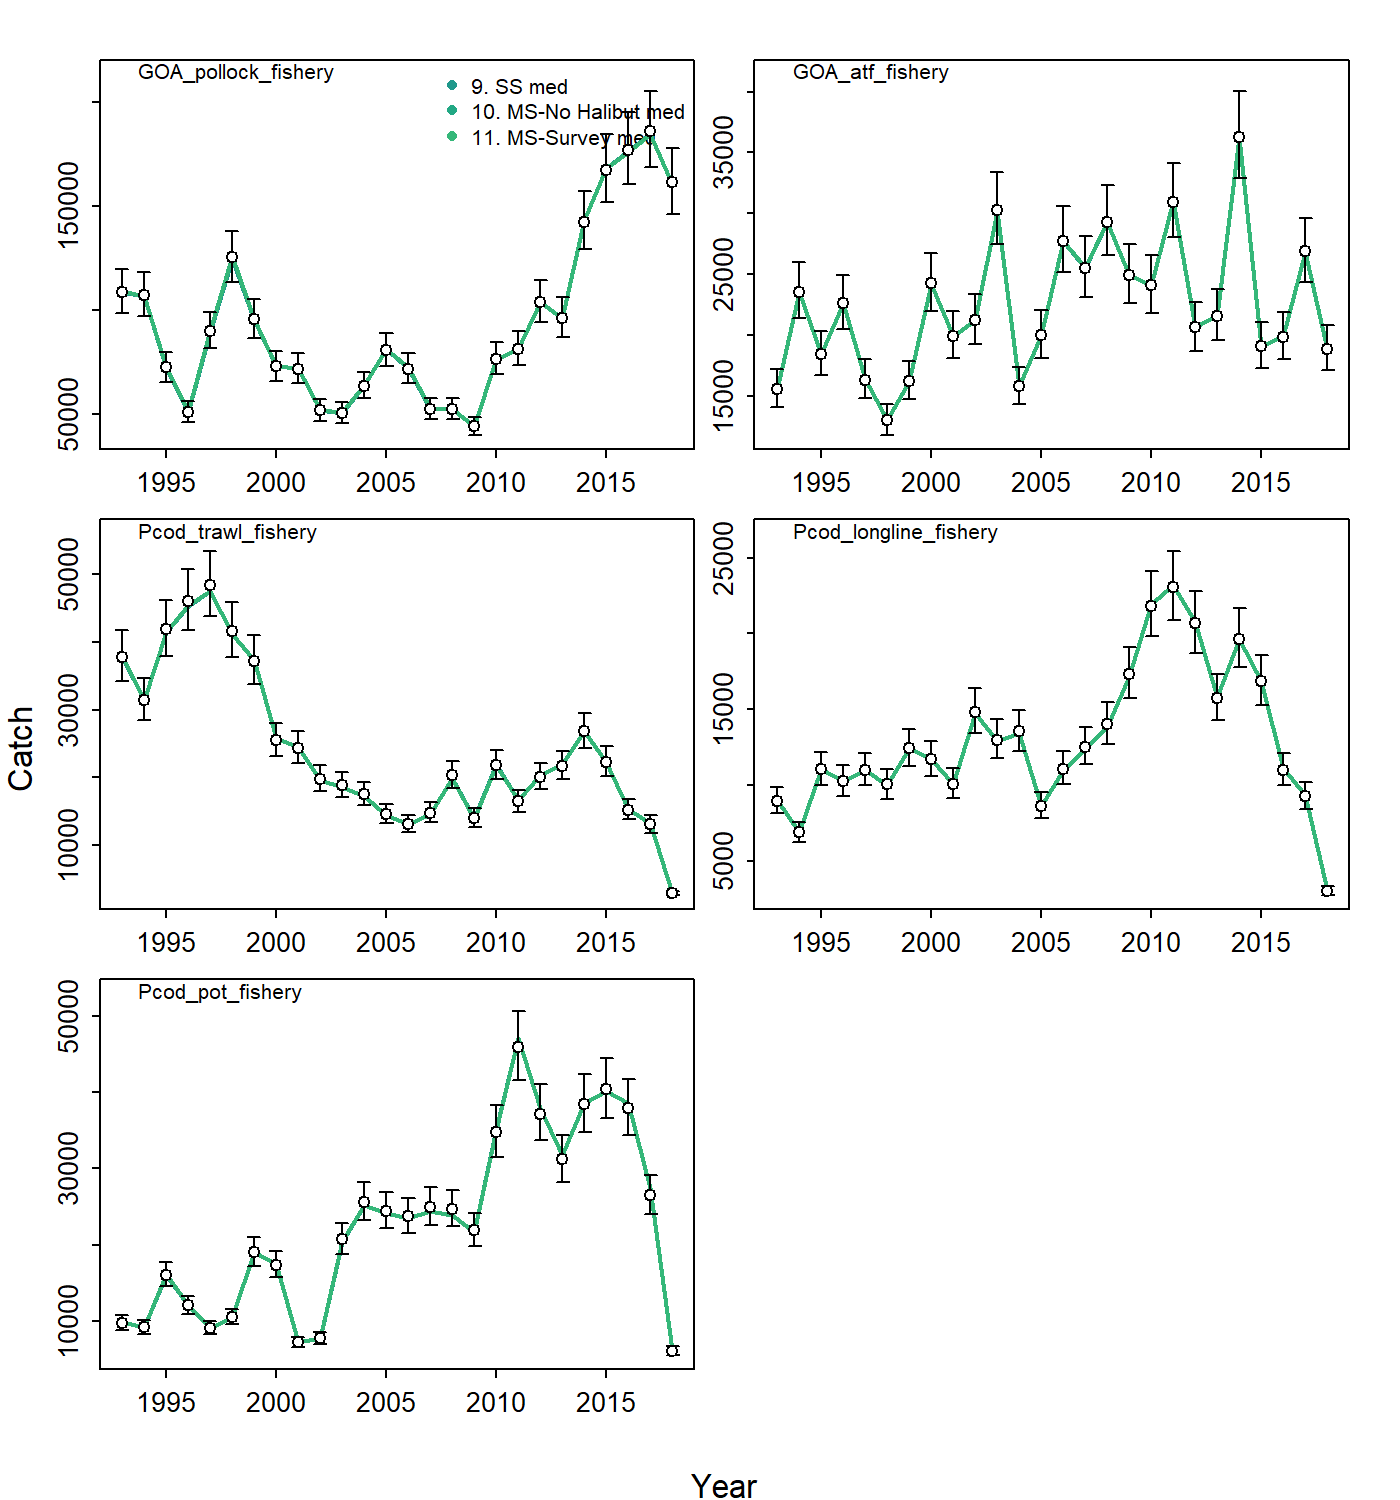 GOA_pollock_fishery
9. SS med
10. MS-No Halibut med
11. MS-Survey med
50000
150000
1995 2000 2005 2010 2015
GOA_atf_fishery
15000
25000
35000
1995 2000 2005 2010 2015
Pcod_trawl_fishery
10000
30000
50000
1995 2000 2005 2010 2015
Pcod_longline_fishery
5000
15000
25000
1995 2000 2005 2010 2015
Pcod_pot_fishery
10000
30000
50000
1995 2000 2005 2010 2015
Catch
Year